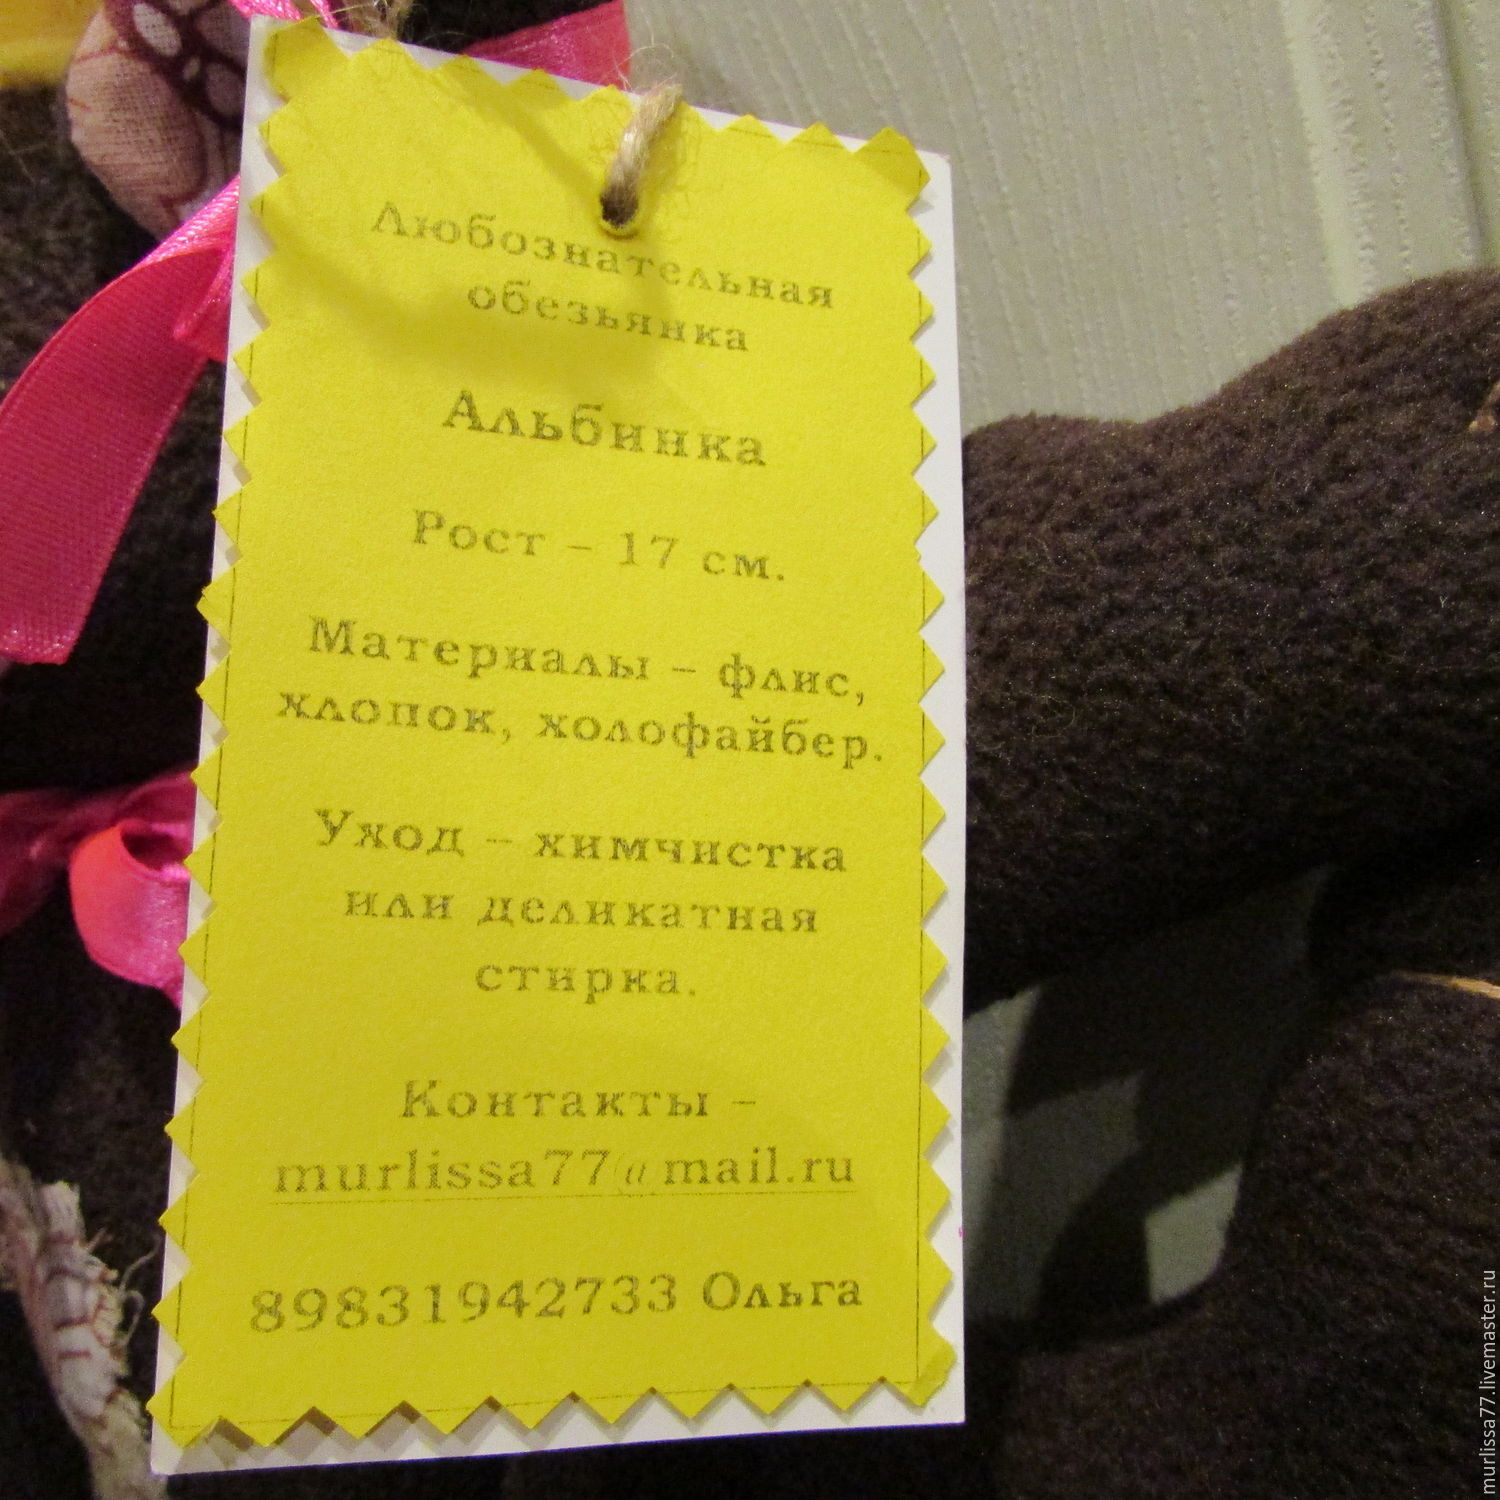 Любознательная
обезьянка
Альбинка
Рост – 17 см.
Материалы – флис,
хлопок, холофайбер.
Уход – химчистка
или деликатная
стирка.
Контакты –
murlissa77@mail.ru
89831942733 Ольга
murlissa77.livemaster.ru